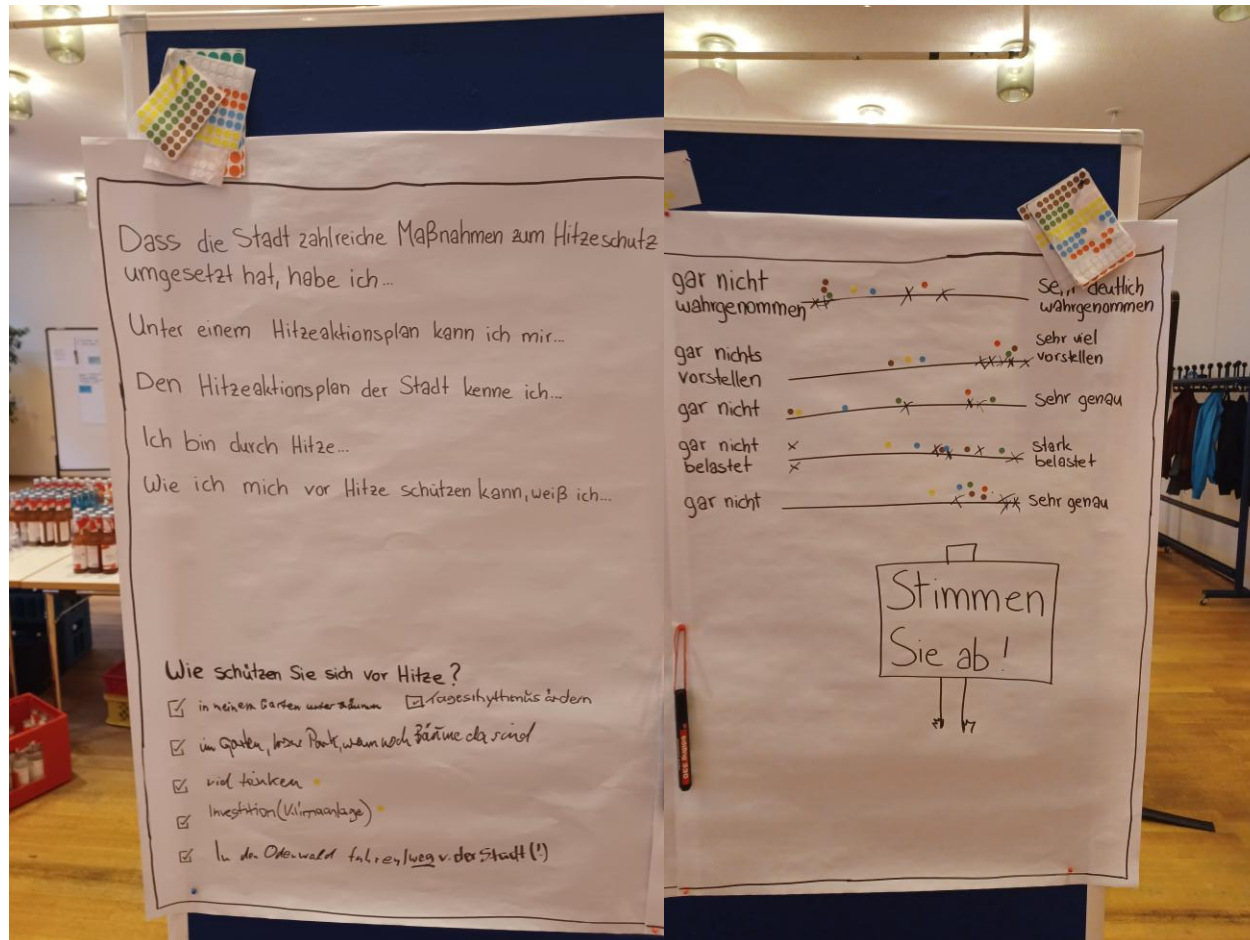 Dass die Stadt zahlreiche Maßnahmen zum Hitzeschutz
umgesetzt hat, habe ich...
Unter einem Hitzeaktionsplan kann ich mir...
Den Hitzeaktionsplan der Stadt kenne ich...
Ich bin durch Hitze...
Wie ich mich vor Hitze schützen kann, weiß ich...
Wie schützen Sie sich vor Hitze?
in meinem Garten unter Bäumen
Tagesrhythmus ändern
im Garten, Park, wenn noch Bäume da sind
viel trinken
Investition (Klimaanlage)
In den Odenwald fahren/weg v. der Stadt (!)
gar nicht
wahrgenommen
deutlich
wahrgenommen
gar nichts
vorstellen
sehr viel
vorstellen
gar nicht
sehr genau
gar nicht
belastet
stark
belastet
gar nicht
sehr genau
Stimmen
Sie ab!
edding 330